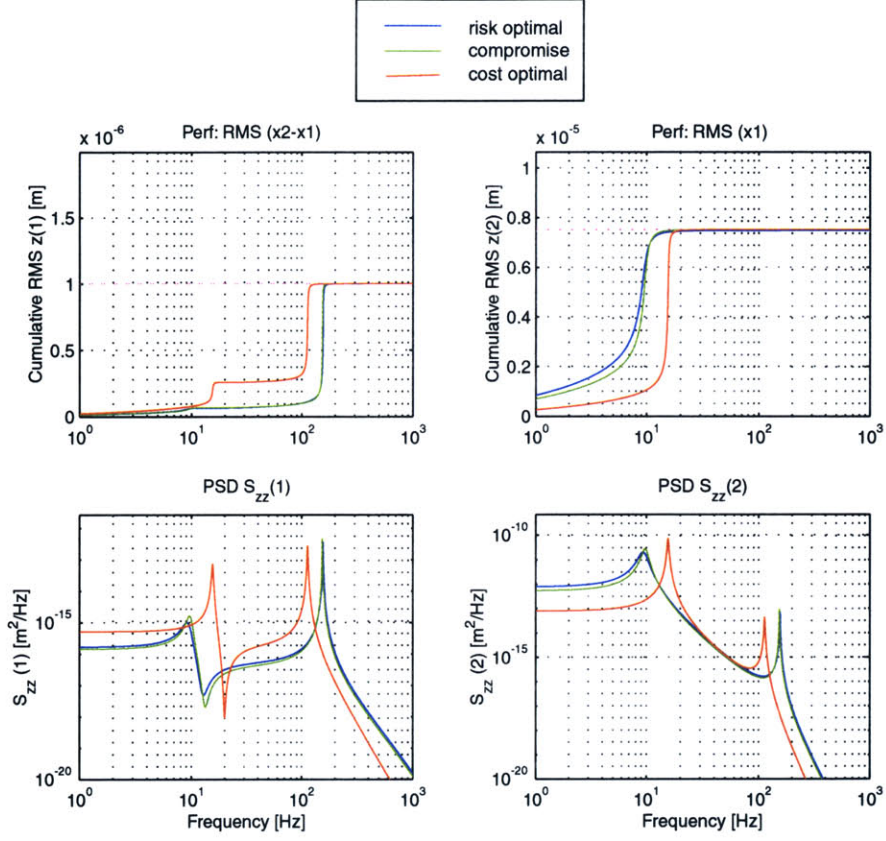 risk optimal
compromise
cost optimal
x 10^-6
Perf: RMS (x2-x1)
Cumulative RMS z(1) [m]
1.5
1
0.5
0
10^0
10^1
10^2
10^3
x 10^-5
Perf: RMS (x1)
Cumulative RMS z(2) [m]
1
0.8
0.6
0.4
0.2
0
10^0
10^1
10^2
10^3
PSD S_zz(1)
S_zz (1) [m^2/Hz]
10^-15
10^-20
10^0
10^1
10^2
10^3
Frequency [Hz]
PSD S_zz(2)
S_zz (2) [m^2/Hz]
10^-10
10^-15
10^-20
10^0
10^1
10^2
10^3
Frequency [Hz]